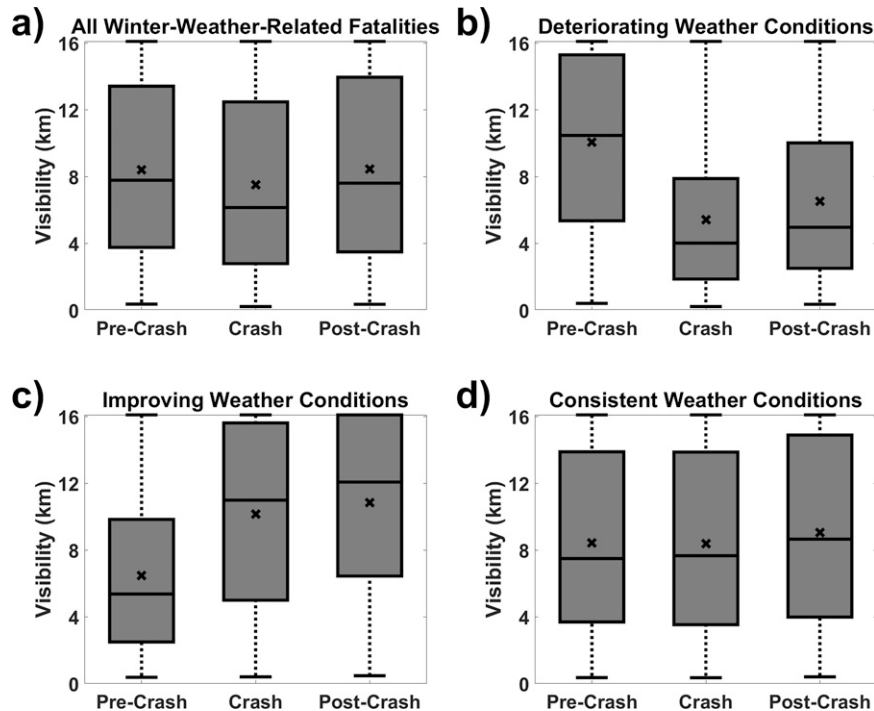 a)
All Winter-Weather-Related Fatalities
16
12
8
4
0
Visibility (km)
Pre-Crash Crash Post-Crash
b)
Deteriorating Weather Conditions
16
12
8
4
0
Visibility (km)
Pre-Crash Crash Post-Crash
c)
Improving Weather Conditions
16
12
8
4
0
Visibility (km)
Pre-Crash Crash Post-Crash
d)
Consistent Weather Conditions
16
12
8
4
0
Visibility (km)
Pre-Crash Crash Post-Crash